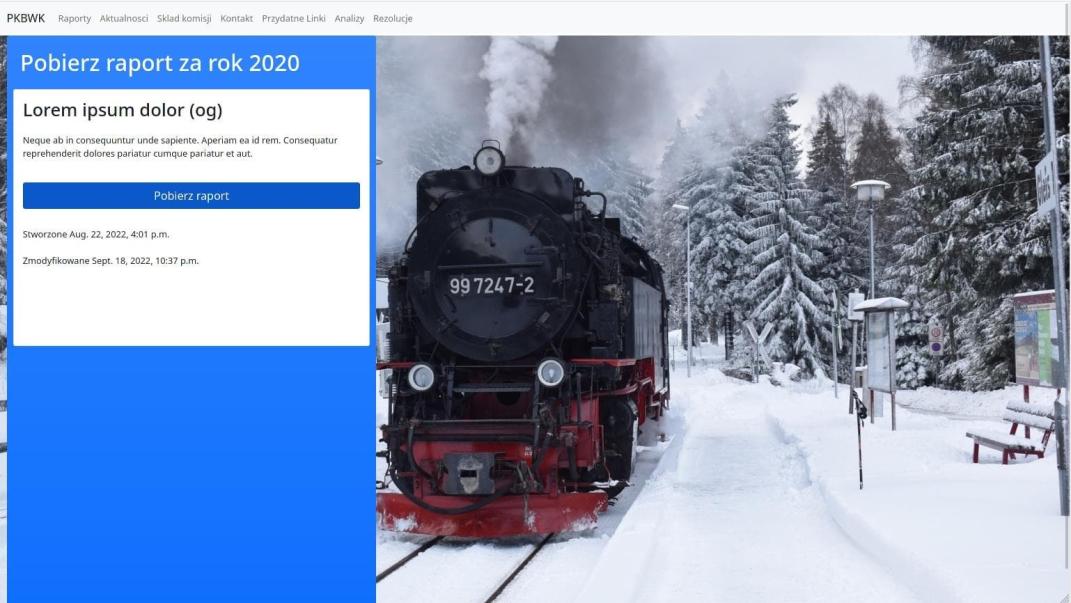 PKBWK Raporty Aktualnosci Sklad komisji Kontakt Przydatne Linki Analizy Rezolucje
Pobierz raport za rok 2020
Lorem ipsum dolor (og)
Neque ab in consequuntur unde sapiente. Aperiam ea id rem. Consequatur
reprehenderit dolores pariatur cumque pariatur et aut.
Pobierz raport
Stworzone Aug. 22, 2022, 4:01 p.m.
Zmodyfikowane Sept. 18, 2022, 10:37 p.m.
99 7247-2